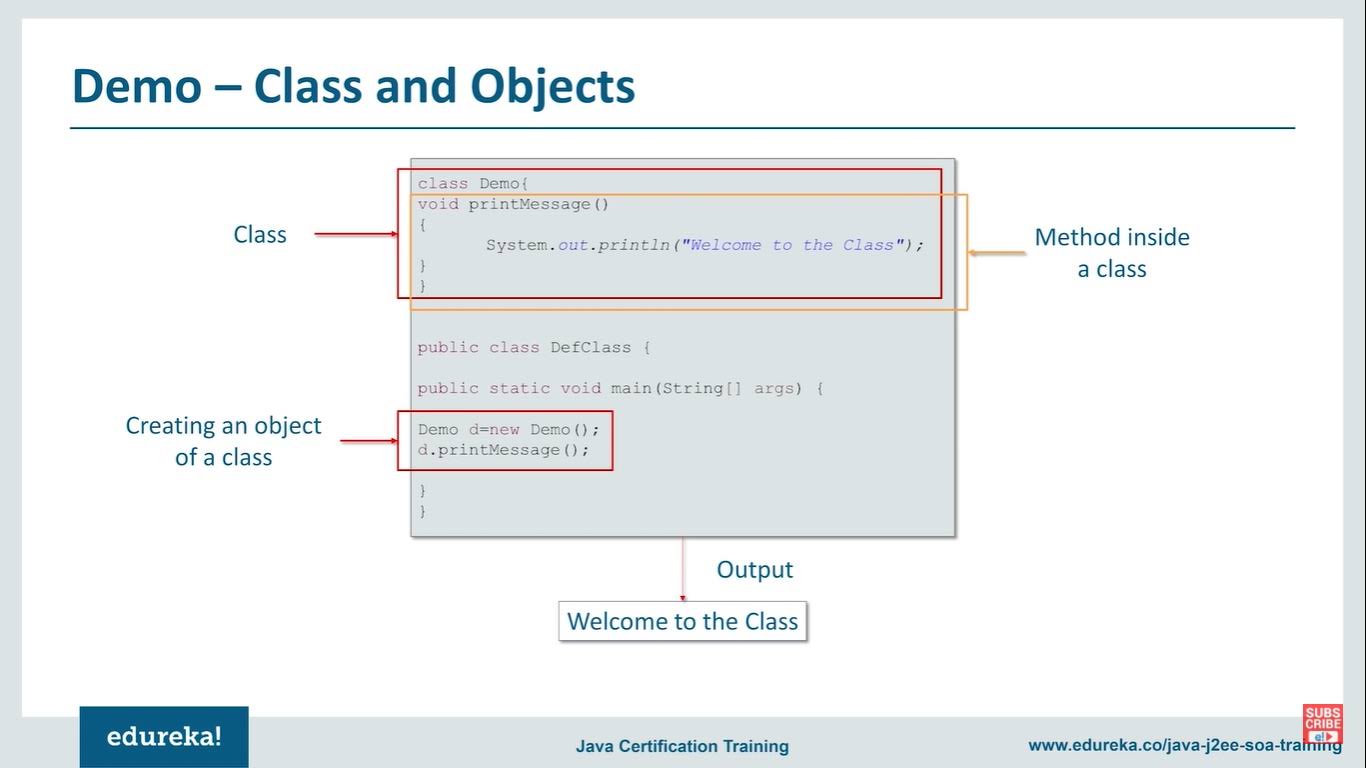 Demo – Class and Objects
class Demo{
void printMessage()
{
System.out.println("Welcome to the Class");
}
}
Class
Method inside
a class
public class DefClass {
public static void main(String[] args) {
Creating an object
of a class
Demo d=new Demo();
d.printMessage();
}
}
Output
Welcome to the Class
edureka!
Java Certification Training
www.edureka.co/java-j2ee-soa-training
SUBS
CRIBE
e!